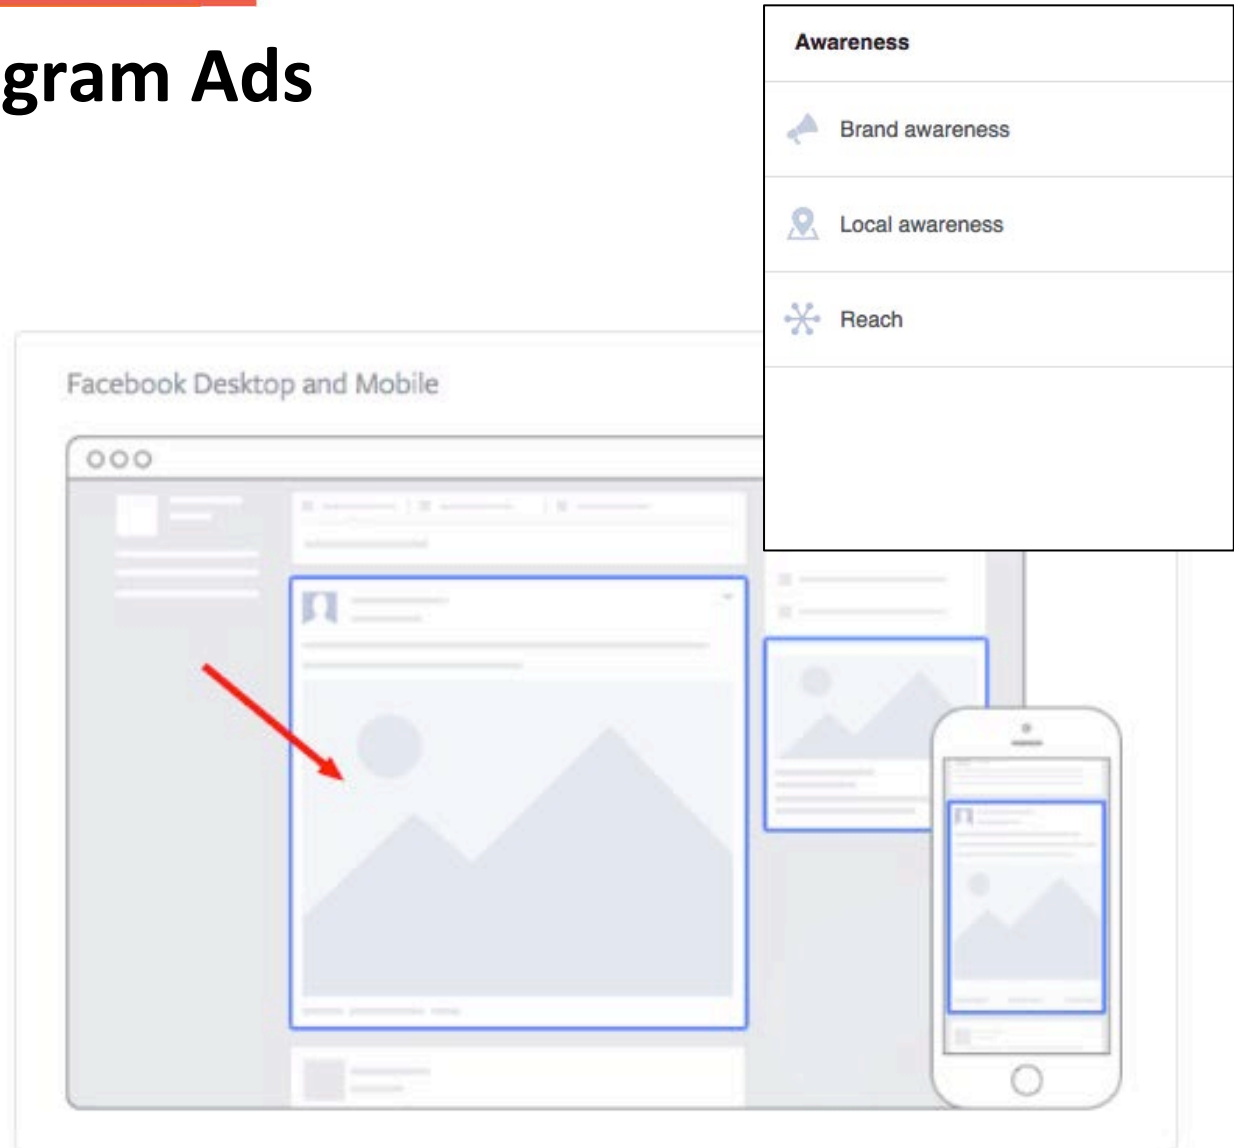 gram Ads
Awareness
Brand awareness
Local awareness
Reach
Facebook Desktop and Mobile